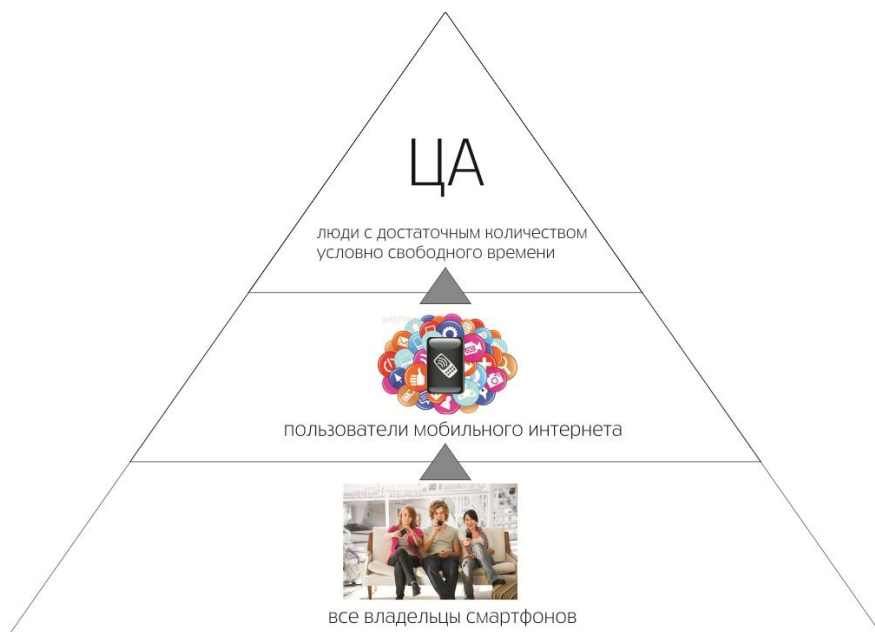 ЦА
люди с достаточным количеством
условно свободного времени
пользователи мобильного интернета
все владельцы смартфонов